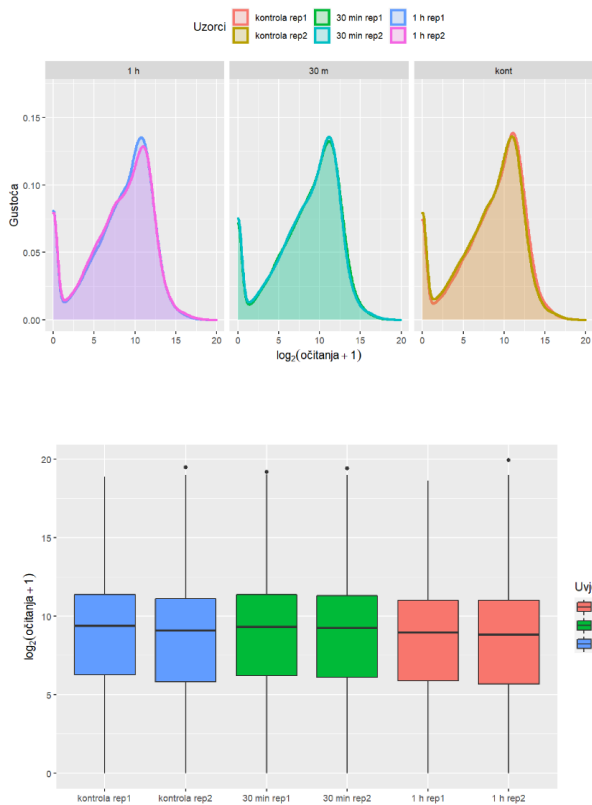 Uzorci
kontrola rep1 30 min rep1 1 h rep1
kontrola rep2 30 min rep2 1 h rep2
1 h 30 m kont
Gustoća
0.15
0.10
0.05
0.00
0 5 10 15 20 0 5 10 15 20 0 5 10 15 20
log2(očitanja + 1)
log2(očitanja + 1)
20
15
10
5
0
Uvj
kontrola rep1 kontrola rep2 30 min rep1 30 min rep2 1 h rep1 1 h rep2